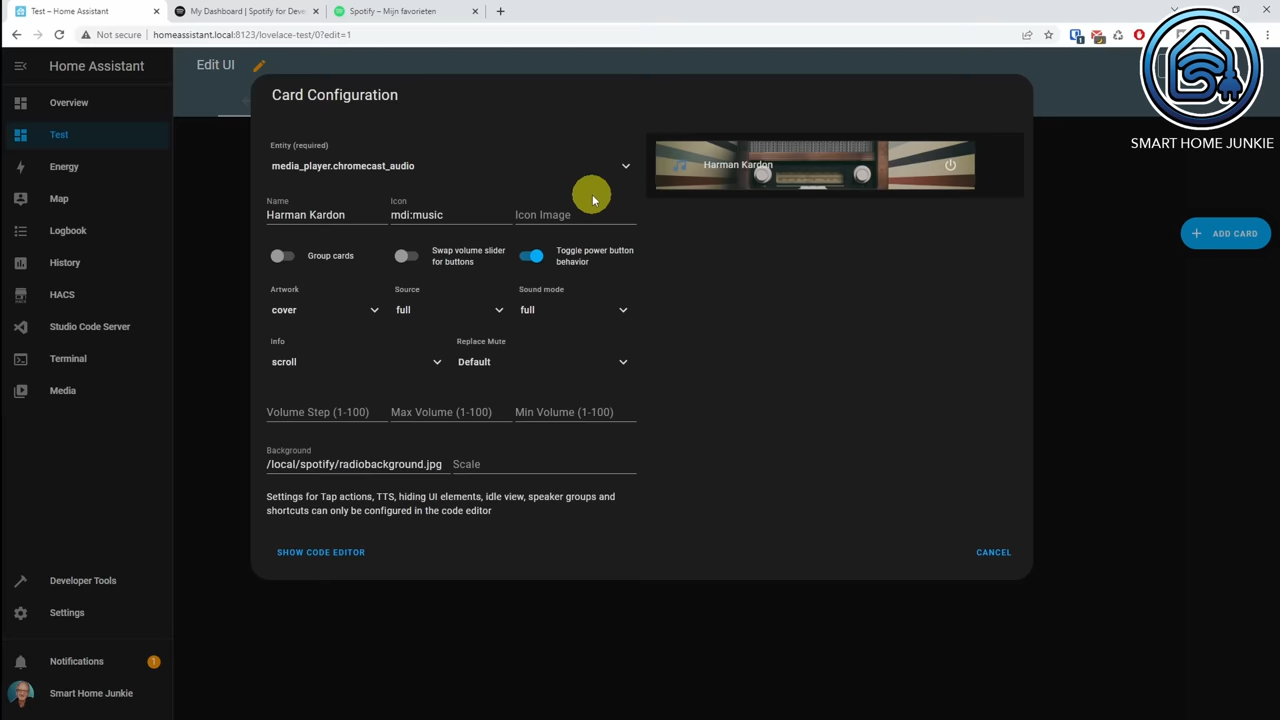 Test – Home Assistant
My Dashboard | Spotify for Deve
Spotify – Mijn favorieten
Not secure
homeassistant.local:8123/lovelace-test/0?edit=1
Home Assistant
Edit UI
Overview
Test
Energy
Map
Logbook
History
HACS
Studio Code Server
Terminal
Media
Developer Tools
Settings
Notifications
1
Smart Home Junkie
Card Configuration
Entity (required)
media_player.chromecast_audio
Name
Harman Kardon
Icon
mdi:music
Icon Image
Group cards
Swap volume slider
for buttons
Toggle power button
behavior
Artwork
cover
Source
full
Sound mode
full
Info
scroll
Replace Mute
Default
Volume Step (1-100)
Max Volume (1-100)
Min Volume (1-100)
Background
/local/spotify/radiobackground.jpg
Scale
Settings for Tap actions, TTS, hiding UI elements, idle view, speaker groups and
shortcuts can only be configured in the code editor
SHOW CODE EDITOR
CANCEL
Harman Kardon
SMART HOME JUNKIE
ADD CARD